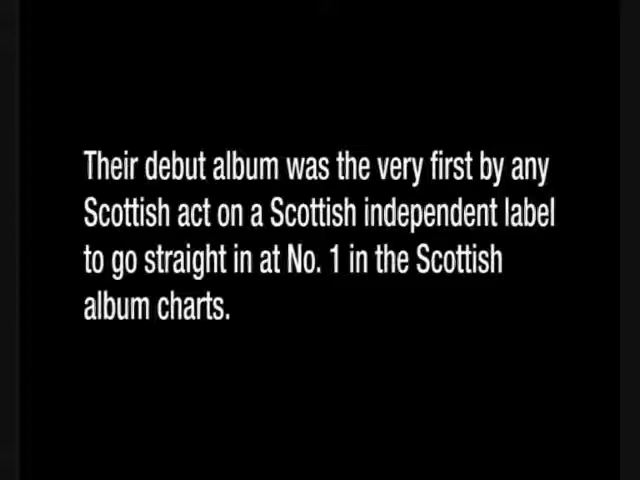 Their debut album was the very first by any
Scottish act on a Scottish independent label
to go straight in at No. 1 in the Scottish
album charts.